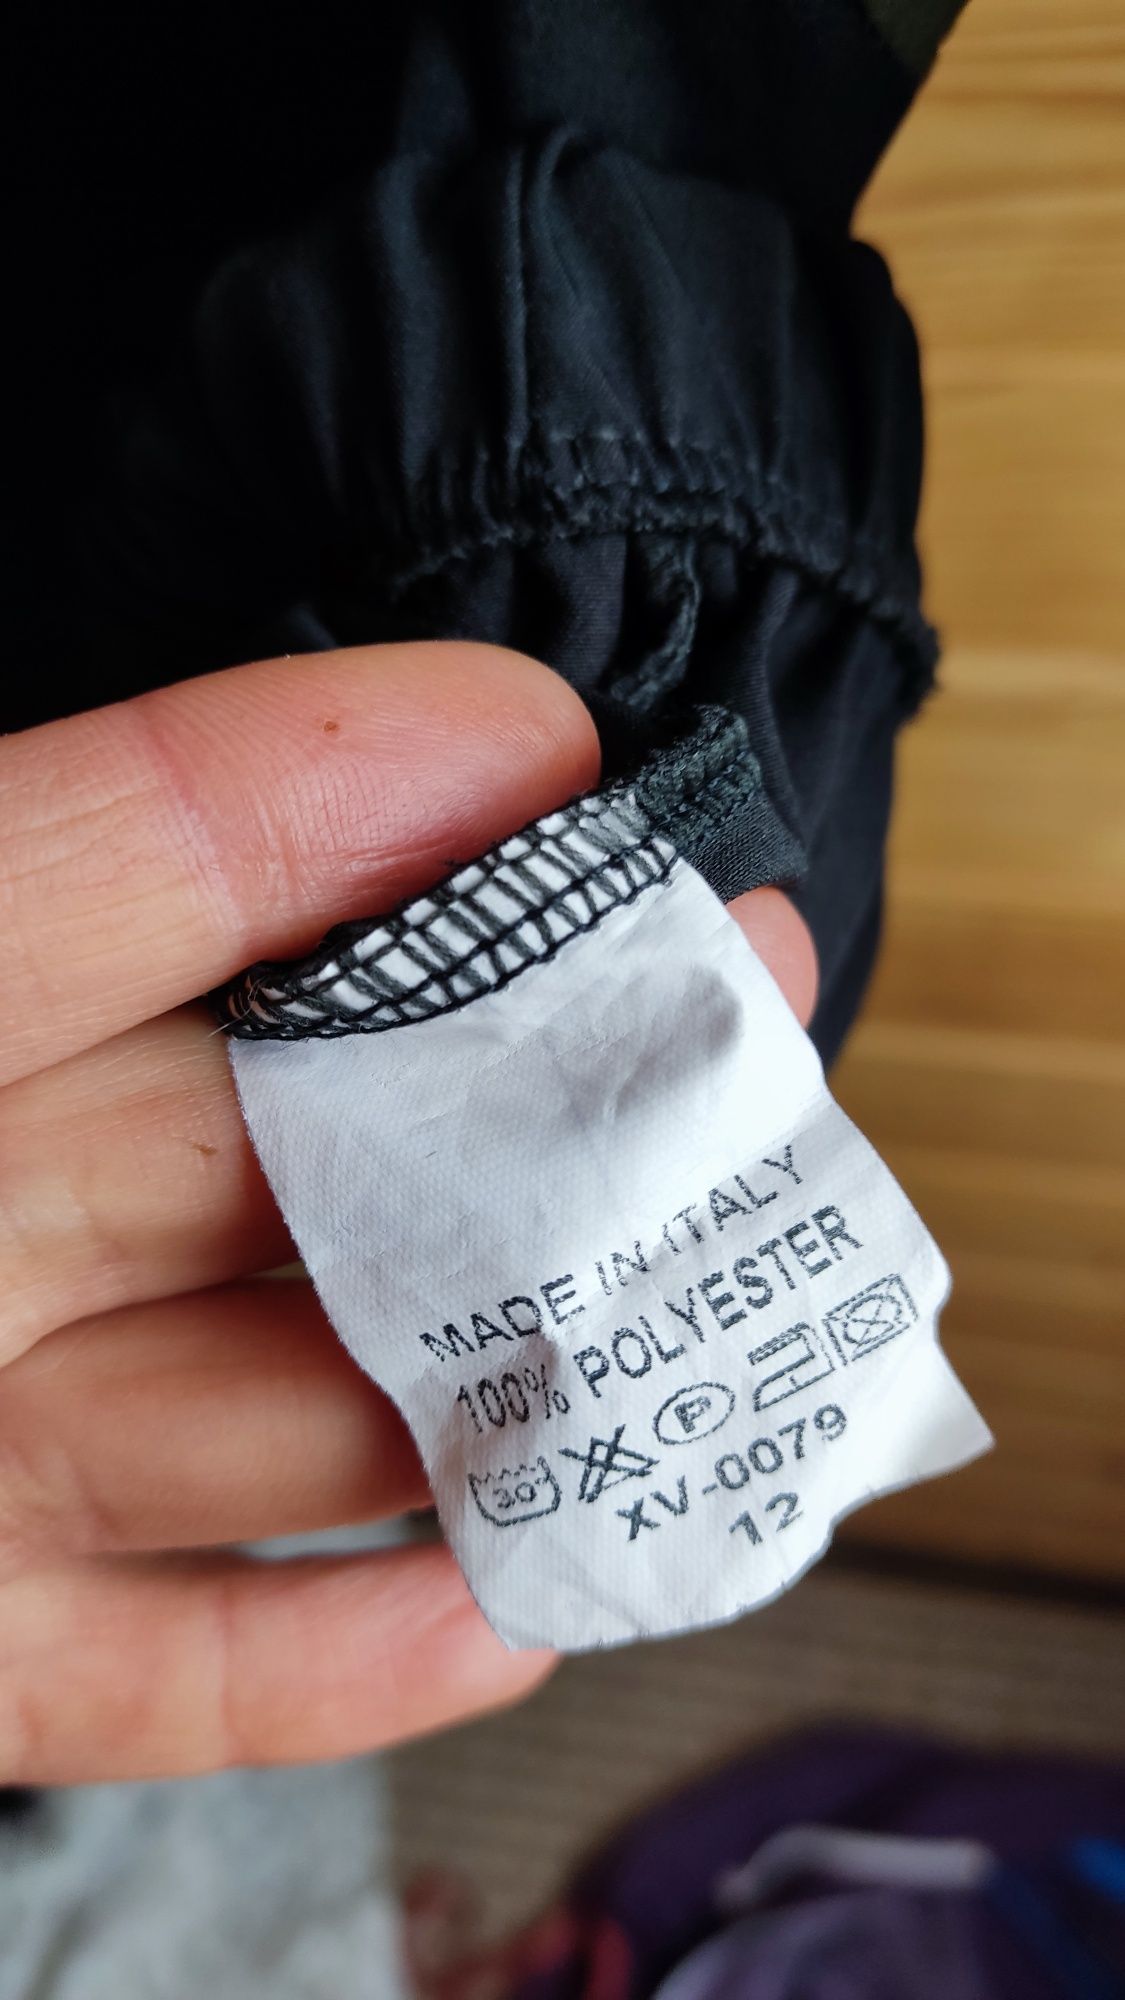 MADE IN ITALY
100% POLYESTER
30 P
XV-0079
12